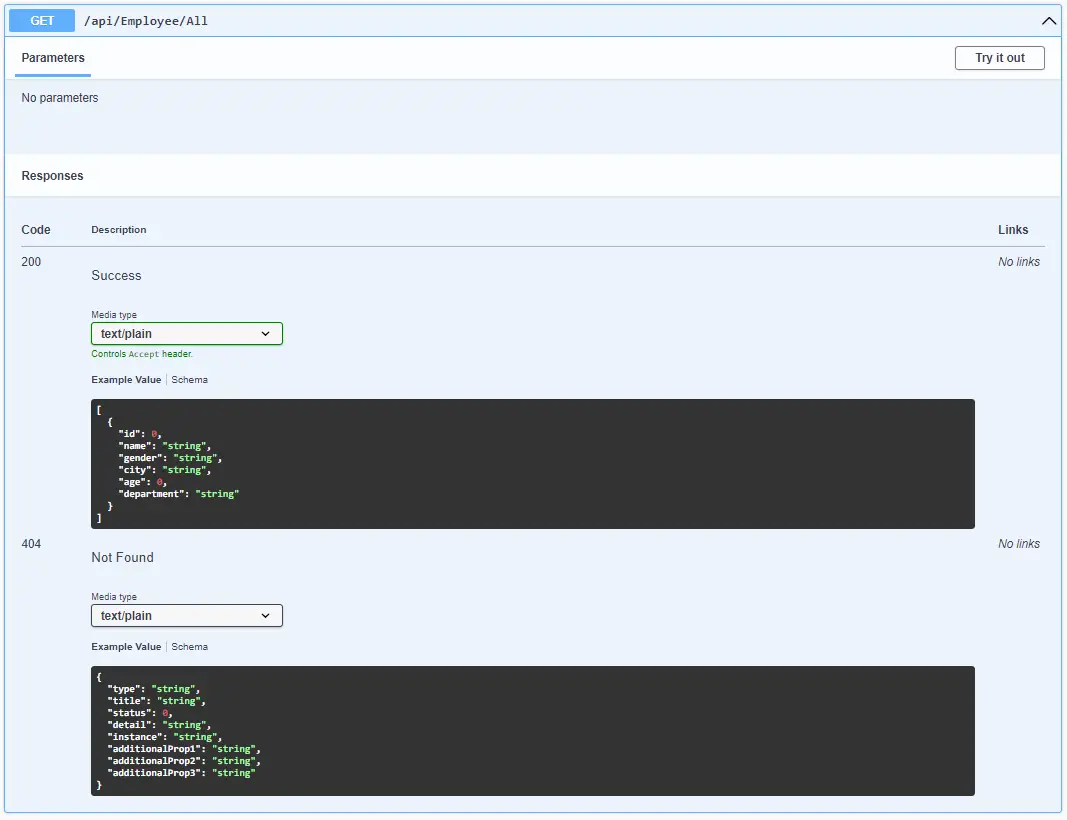 GET /api/Employee/All
Parameters Try it out
No parameters
Responses
Code Description Links
200 No links
Success
Media type
text/plain
Controls Accept header.
Example Value Schema
[
{
"id": 0,
"name": "string",
"gender": "string",
"city": "string",
"age": 0,
"department": "string"
}
]
404 No links
Not Found
Media type
text/plain
Example Value Schema
{
"type": "string",
"title": "string",
"status": 0,
"detail": "string",
"instance": "string",
"additionalProp1": "string",
"additionalProp2": "string",
"additionalProp3": "string"
}